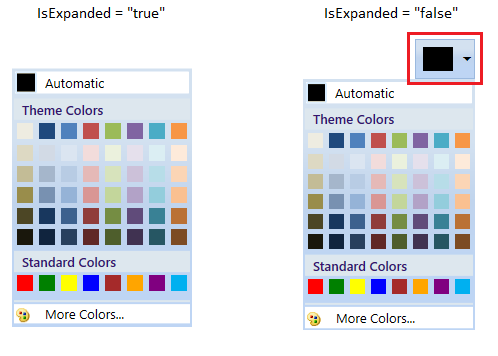 IsExpanded = "true"
Automatic
Theme Colors
Standard Colors
More Colors...
IsExpanded = "false"
Automatic
Theme Colors
Standard Colors
More Colors...